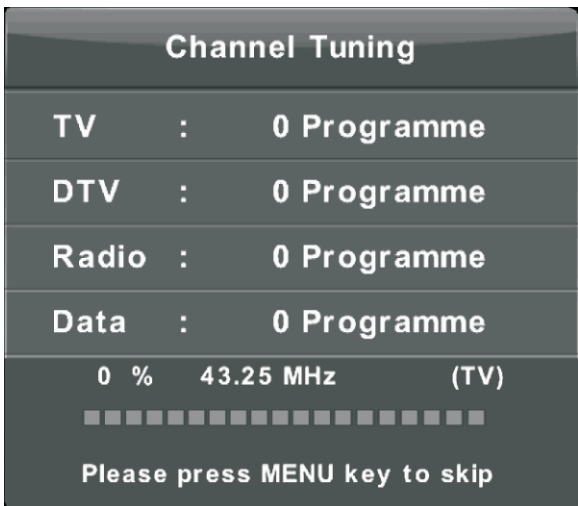 Channel Tuning
TV : 0 Programme
DTV : 0 Programme
Radio : 0 Programme
Data : 0 Programme
0 % 43.25 MHz (TV)
Please press MENU key to skip